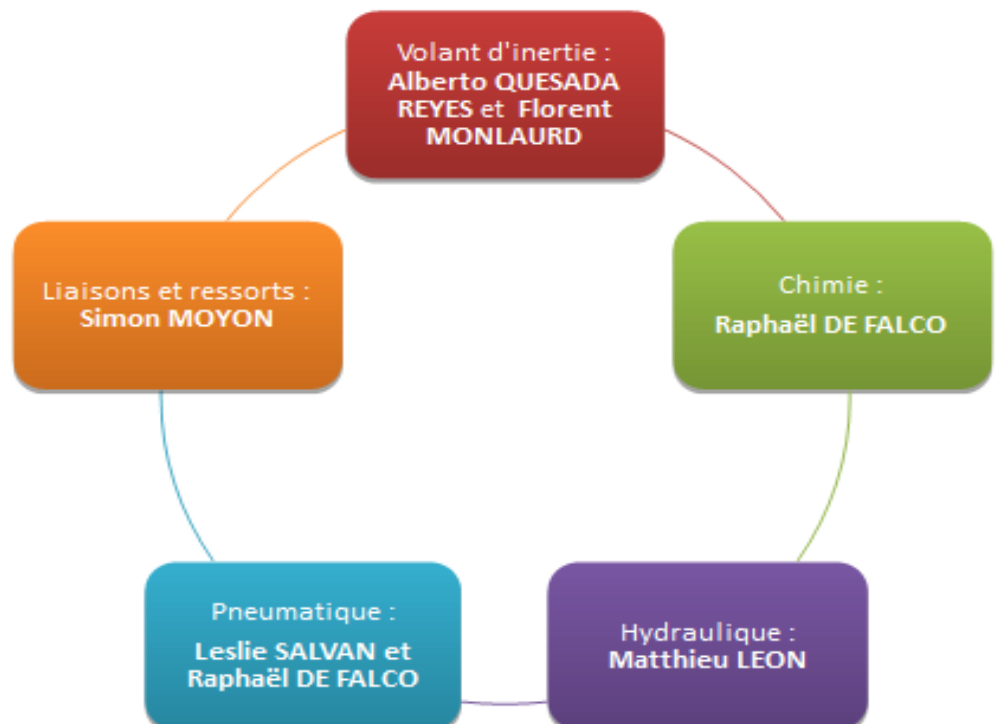 Volant d'inertie :
Alberto QUESADA
REYES et Florent
MONLAURD
Liaisons et ressorts :
Simon MOYON
Chimie :
Raphaël DE FALCO
Pneumatique :
Leslie SALVAN et
Raphaël DE FALCO
Hydraulique :
Matthieu LEON